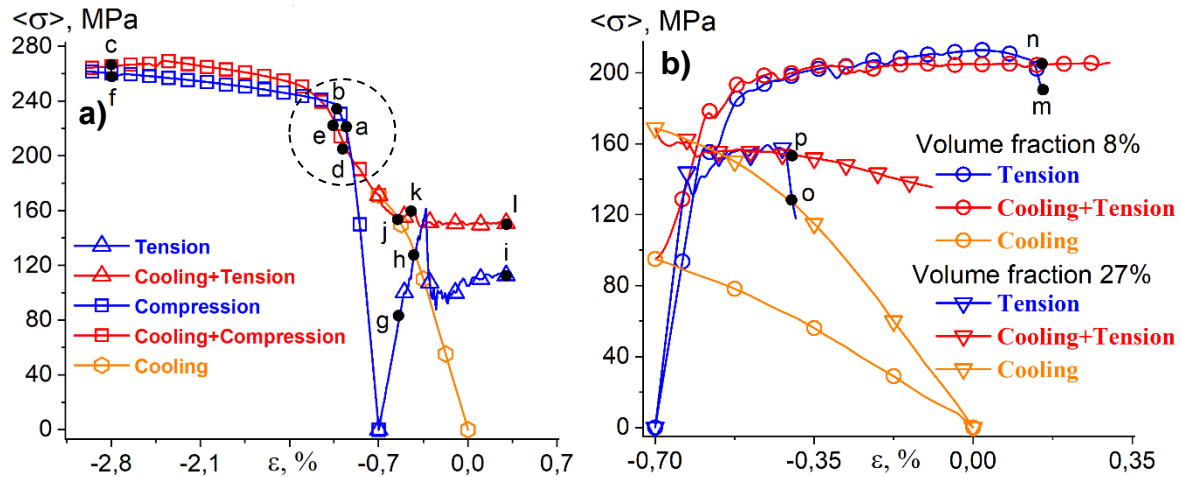 <σ>, MPa
a)
280
240
200
160
120
80
40
0
c
f
b
a
e
d
k
l
j
h
i
g
Tension
Cooling+Tension
Compression
Cooling+Compression
Cooling
-2,8
-2,1
ε, %
-0,7
0,0
0,7
<σ>, MPa
b)
200
160
120
80
40
0
n
m
p
o
Volume fraction 8%
Tension
Cooling+Tension
Cooling
Volume fraction 27%
Tension
Cooling+Tension
Cooling
-0,70
-0,35
ε, %
0,00
0,35